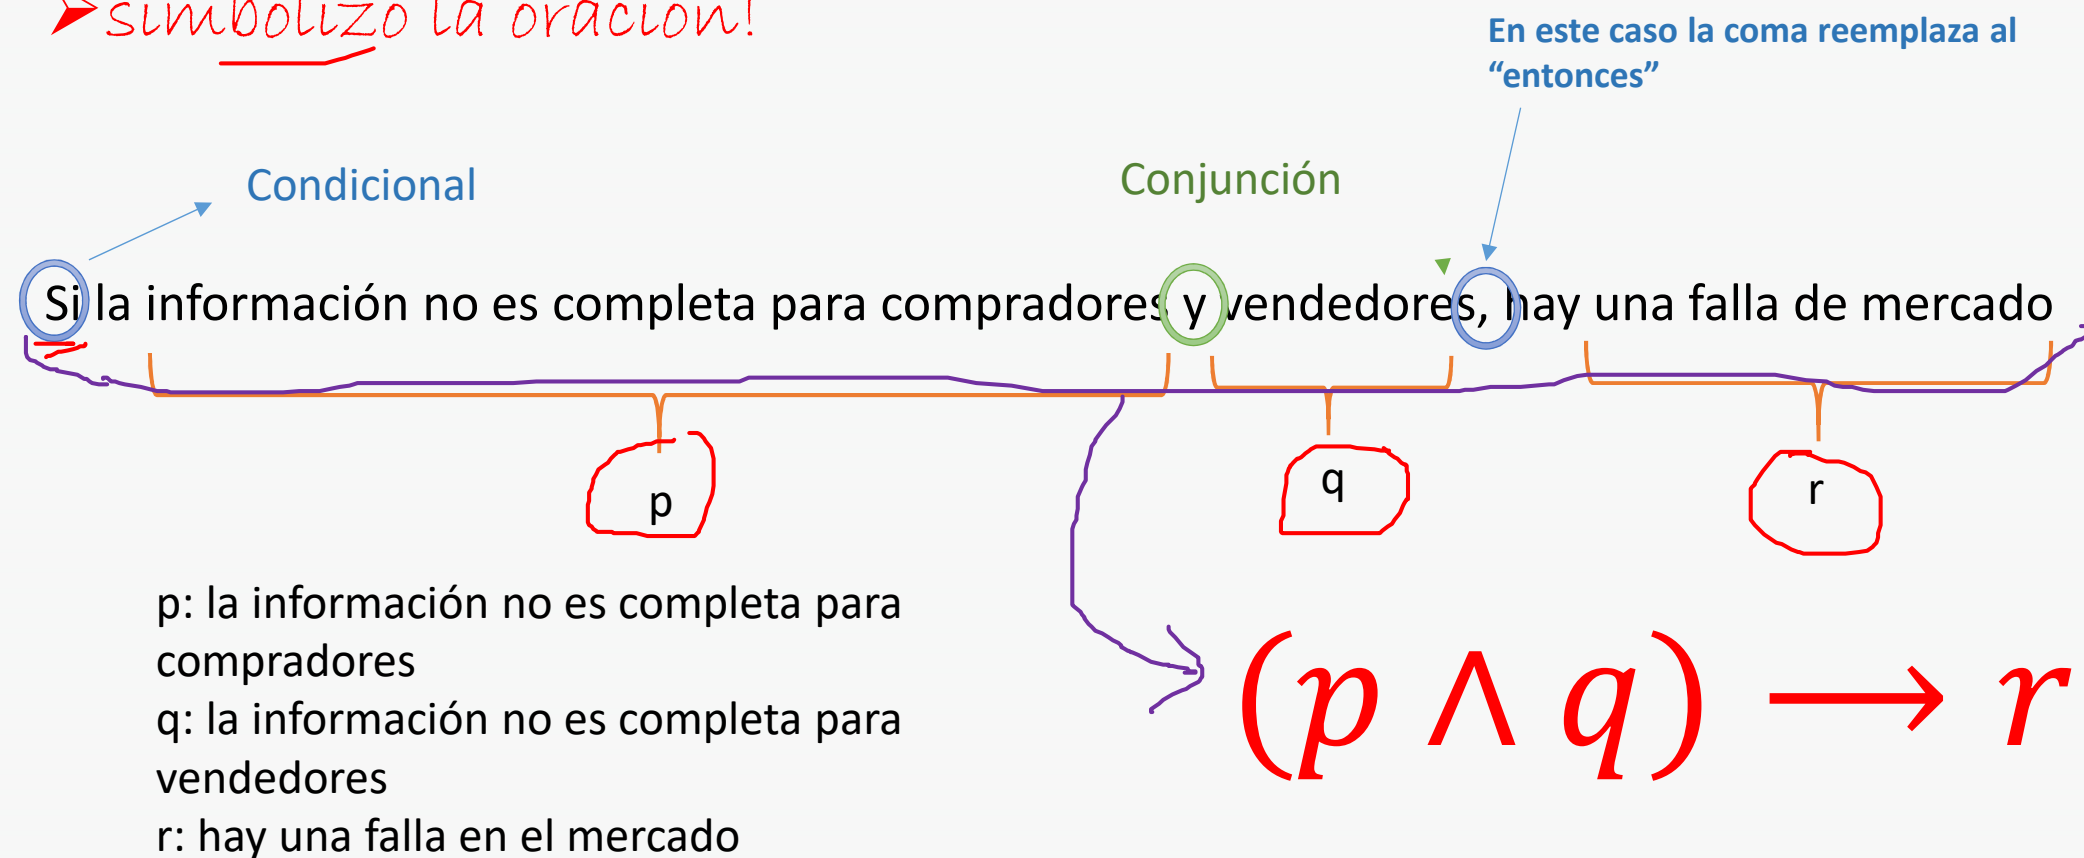 ➤simbolizo la oración!
En este caso la coma reemplaza al
“entonces”
Condicional
Conjunción
Si la información no es completa para compradores y vendedores, hay una falla de mercado
p
q
r
p: la información no es completa para
compradores
q: la información no es completa para
vendedores
r: hay una falla en el mercado
(p ∧ q) ⟶ r